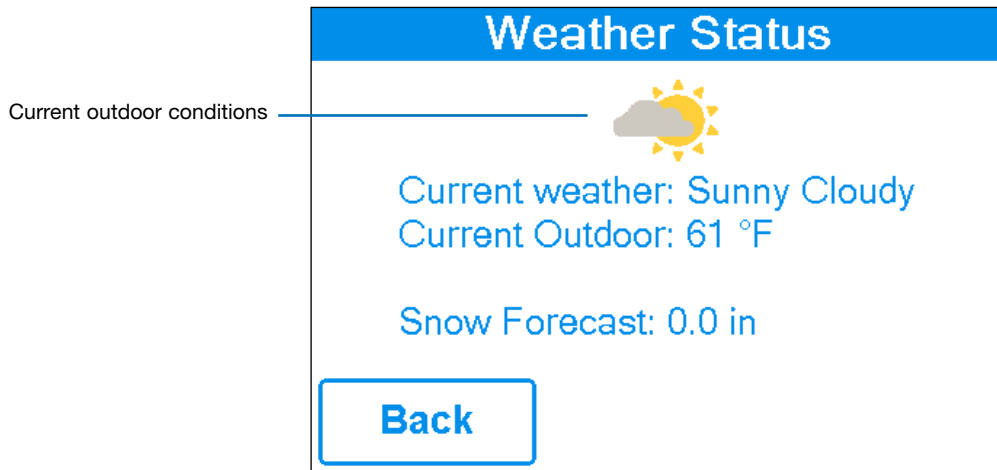 Weather Status
Current outdoor conditions
Current weather: Sunny Cloudy
Current Outdoor: 61 °F
Snow Forecast: 0.0 in
Back